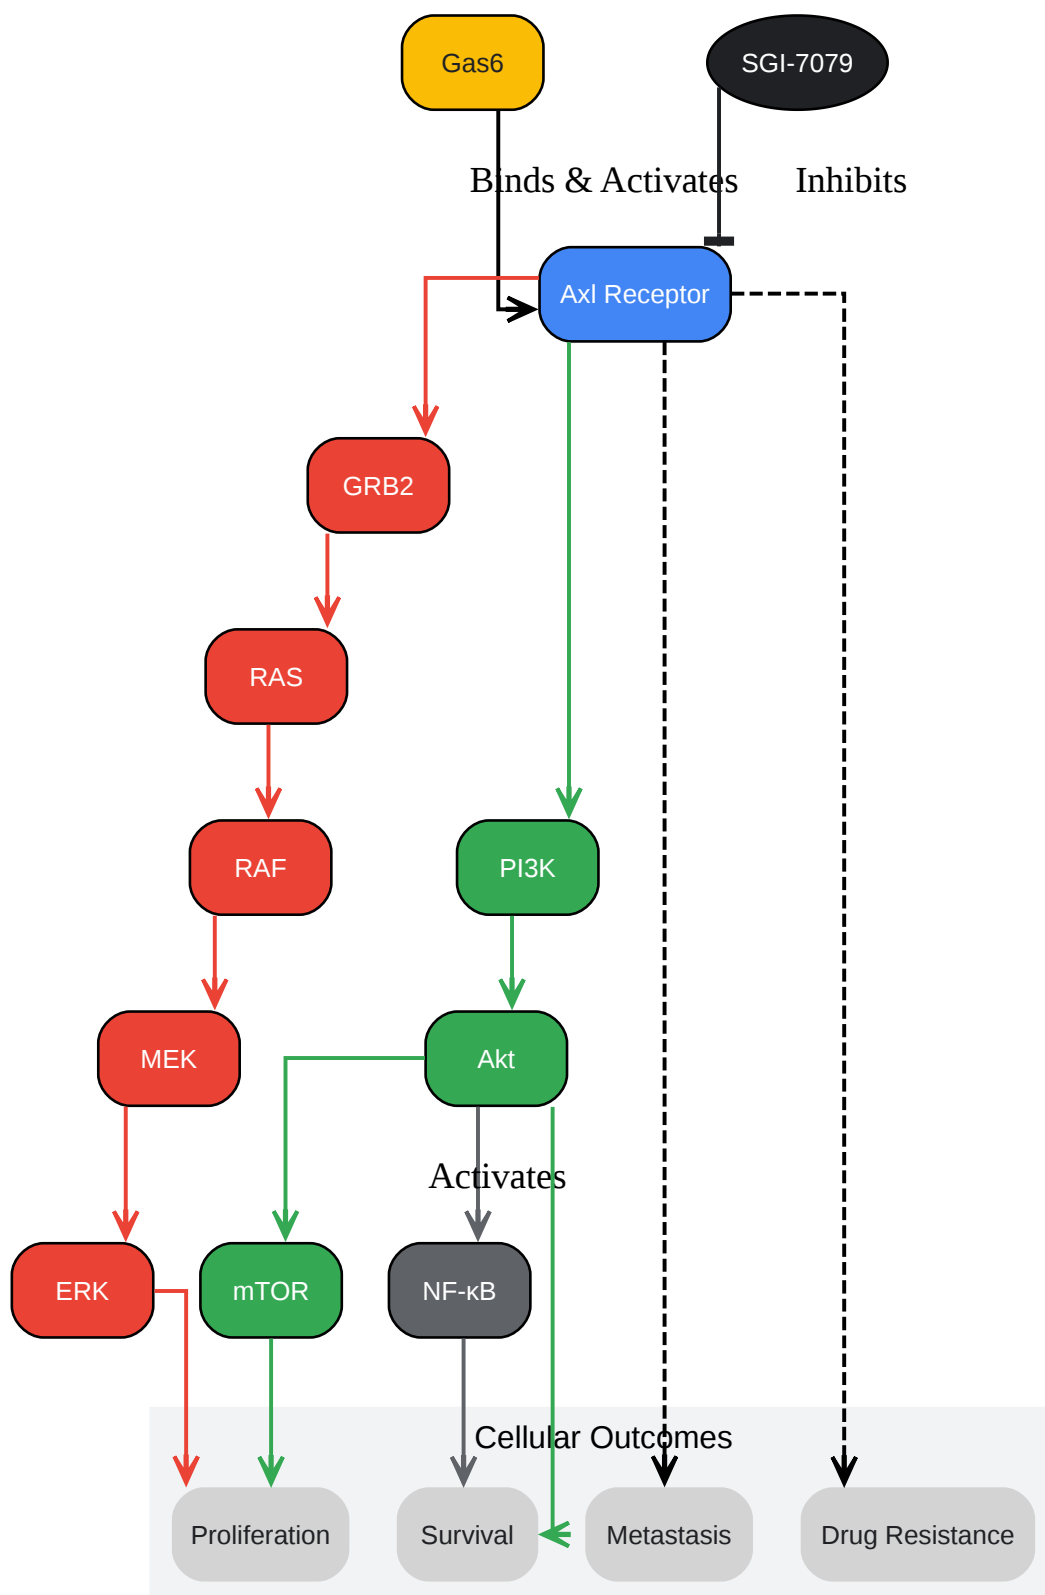 Gas6
SGI-7079
Binds & Activates
Inhibits
Axl Receptor
GRB2
RAS
RAF
PI3K
MEK
Akt
Activates
ERK
mTOR
NF-κB
Cellular Outcomes
Proliferation
Survival
Metastasis
Drug Resistance